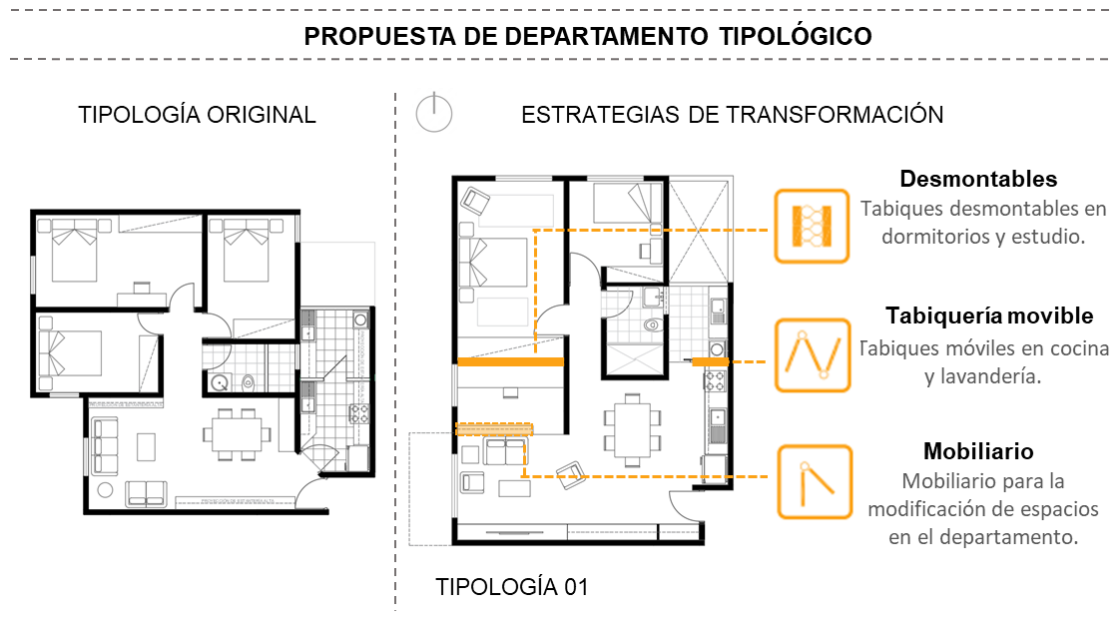 PROPUESTA DE DEPARTAMENTO TIPOLÓGICO
TIPOLOGÍA ORIGINAL
ESTRATEGIAS DE TRANSFORMACIÓN
Desmontables
Tabiques desmontables en
dormitorios y estudio.
Tabiquería movible
Tabiques móviles en cocina
y lavandería.
Mobiliario
Mobiliario para la
modificación de espacios
en el departamento.
TIPOLOGÍA 01